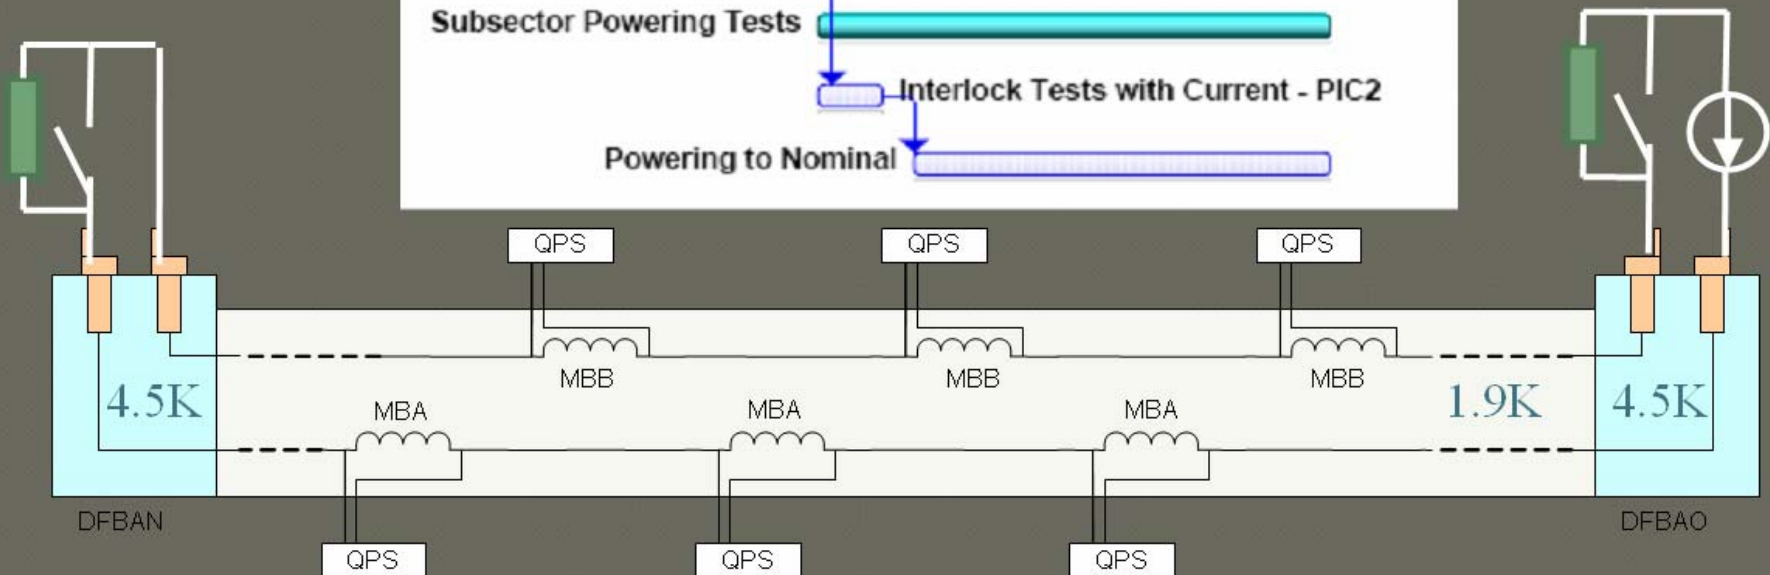 Subsector Powering Tests
Interlock Tests with Current - PIC2
Powering to Nominal
QPS QPS QPS
MBB MBB MBB
4.5K MBA MBA MBA 1.9K 4.5K
DFBAN DFBAO
QPS QPS QPS